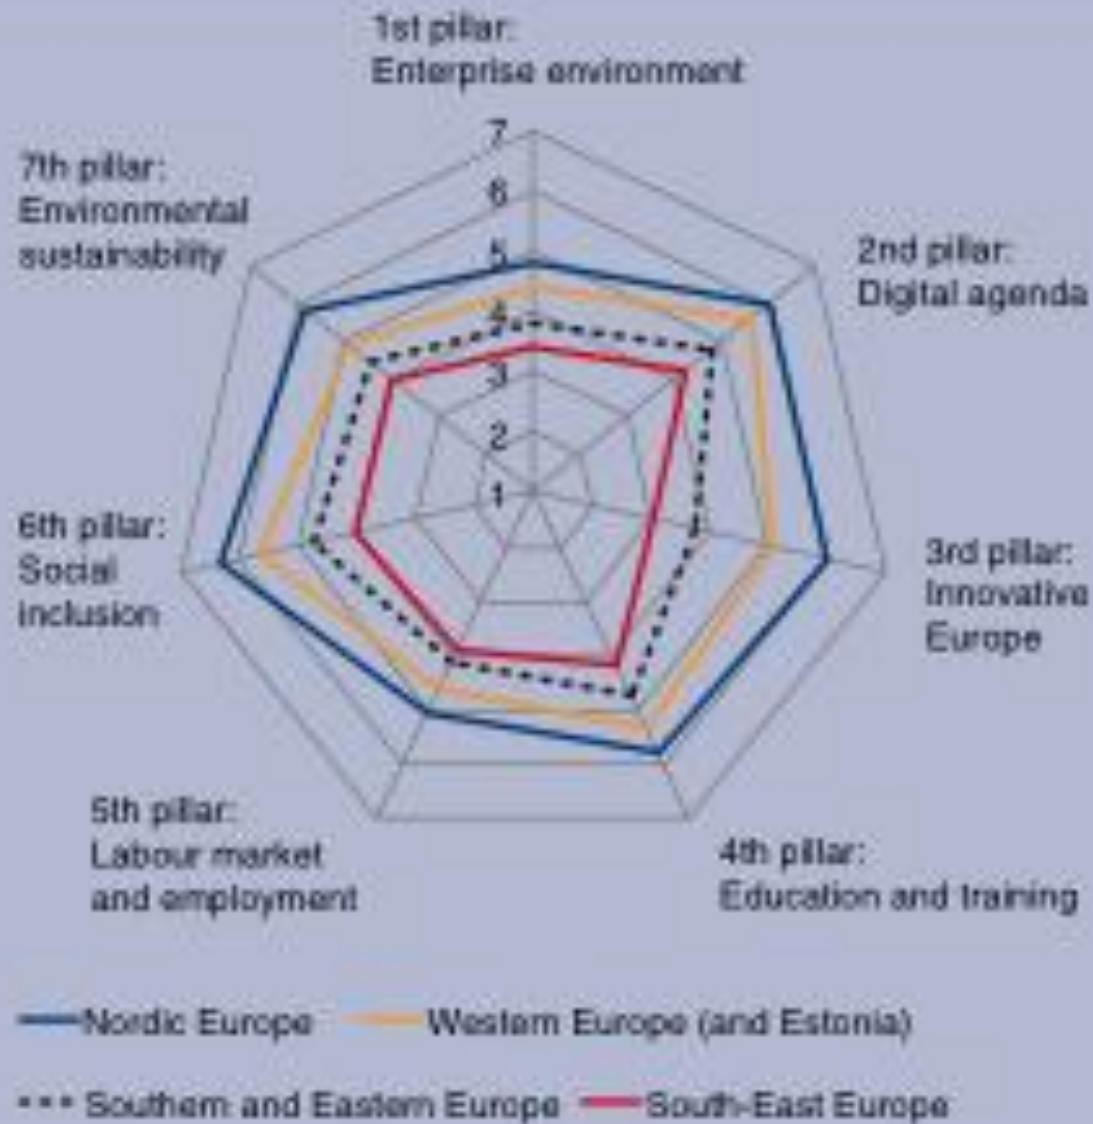 1st pillar:
Enterprise environment
7
6
5
4
3
2
1
7th pillar:
Environmental
sustainability
2nd pillar:
Digital agenda
6th pillar:
Social
inclusion
3rd pillar:
Innovative
Europe
5th pillar:
Labour market
and employment
4th pillar:
Education and training
Nordic Europe
Western Europe (and Estonia)
Southern and Eastern Europe
South-East Europe